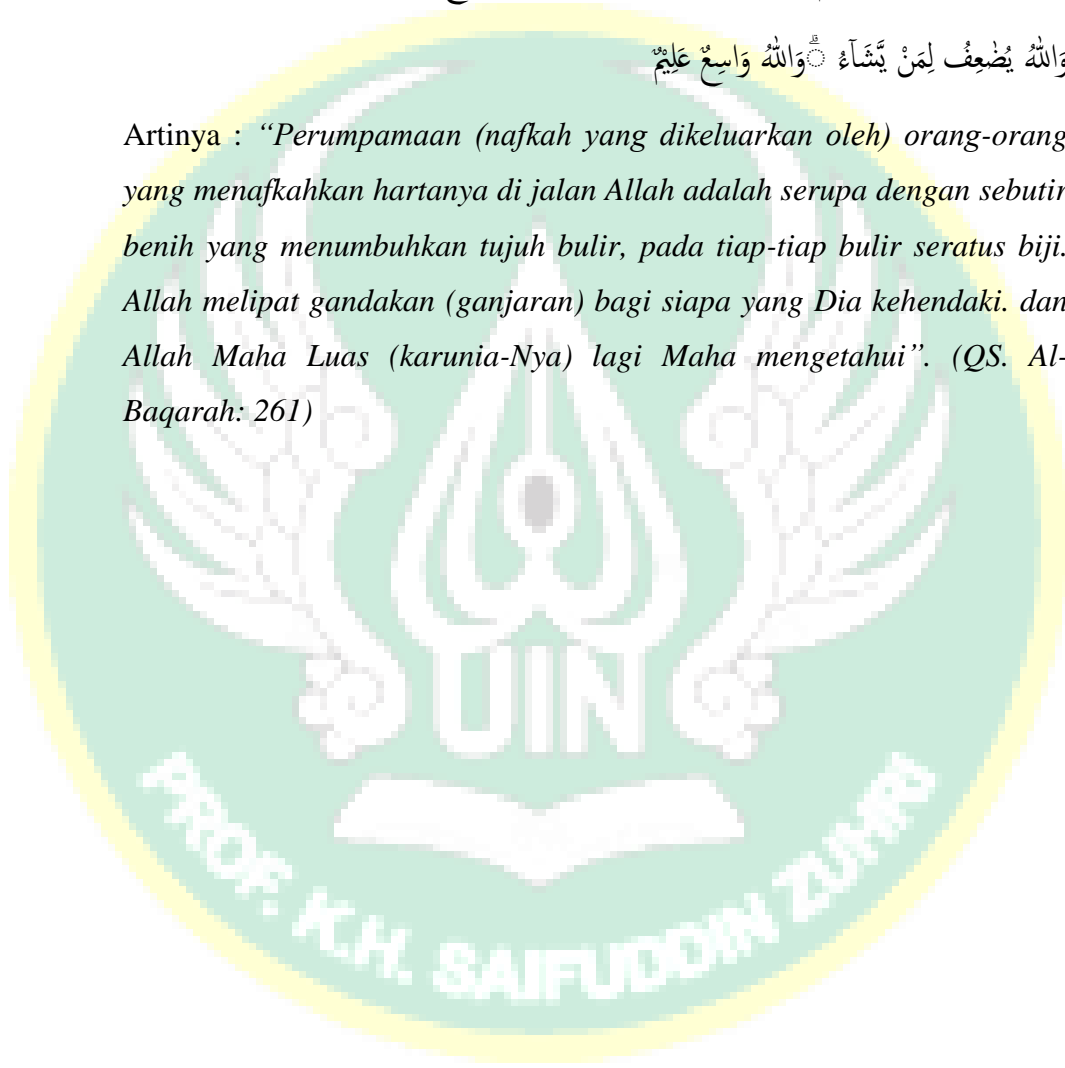 وَاللّٰهُ يُضٰعِفُ لِمَنْ يَّشَاۤءُ ۗوَاللّٰهُ وَاسِعٌ عَلِيْمٌ
Artinya : “Perumpamaan (nafkah yang dikeluarkan oleh) orang-orang
yang menafkahkan hartanya di jalan Allah adalah serupa dengan sebutir
benih yang menumbuhkan tujuh bulir, pada tiap-tiap bulir seratus biji.
Allah melipat gandakan (ganjaran) bagi siapa yang Dia kehendaki. dan
Allah Maha Luas (karunia-Nya) lagi Maha mengetahui”. (QS. Al-
Baqarah: 261)
UIN
PROF. K.H. SAIFUDDIN ZUHRI